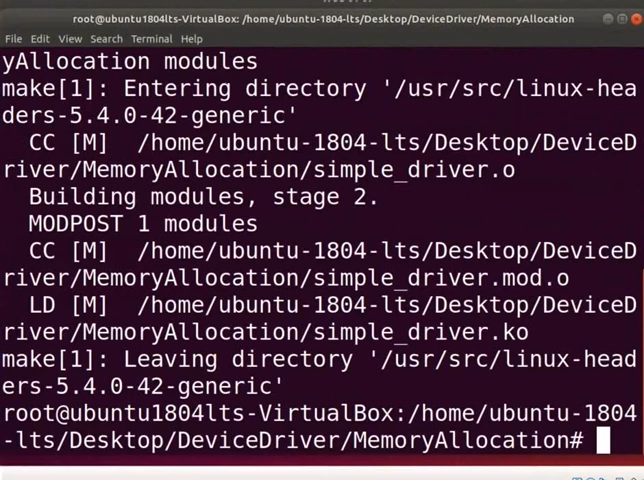 root@ubuntu1804lts-VirtualBox: /home/ubuntu-1804-lts/Desktop/DeviceDriver/MemoryAllocation
File Edit View Search Terminal Help
yAllocation modules
make[1]: Entering directory '/usr/src/linux-hea
ders-5.4.0-42-generic'
CC [M] /home/ubuntu-1804-lts/Desktop/DeviceD
river/MemoryAllocation/simple_driver.o
Building modules, stage 2.
MODPOST 1 modules
CC [M] /home/ubuntu-1804-lts/Desktop/DeviceD
river/MemoryAllocation/simple_driver.mod.o
LD [M] /home/ubuntu-1804-lts/Desktop/DeviceD
river/MemoryAllocation/simple_driver.ko
make[1]: Leaving directory '/usr/src/linux-head
ers-5.4.0-42-generic'
root@ubuntu1804lts-VirtualBox:/home/ubuntu-1804
-lts/Desktop/DeviceDriver/MemoryAllocation#